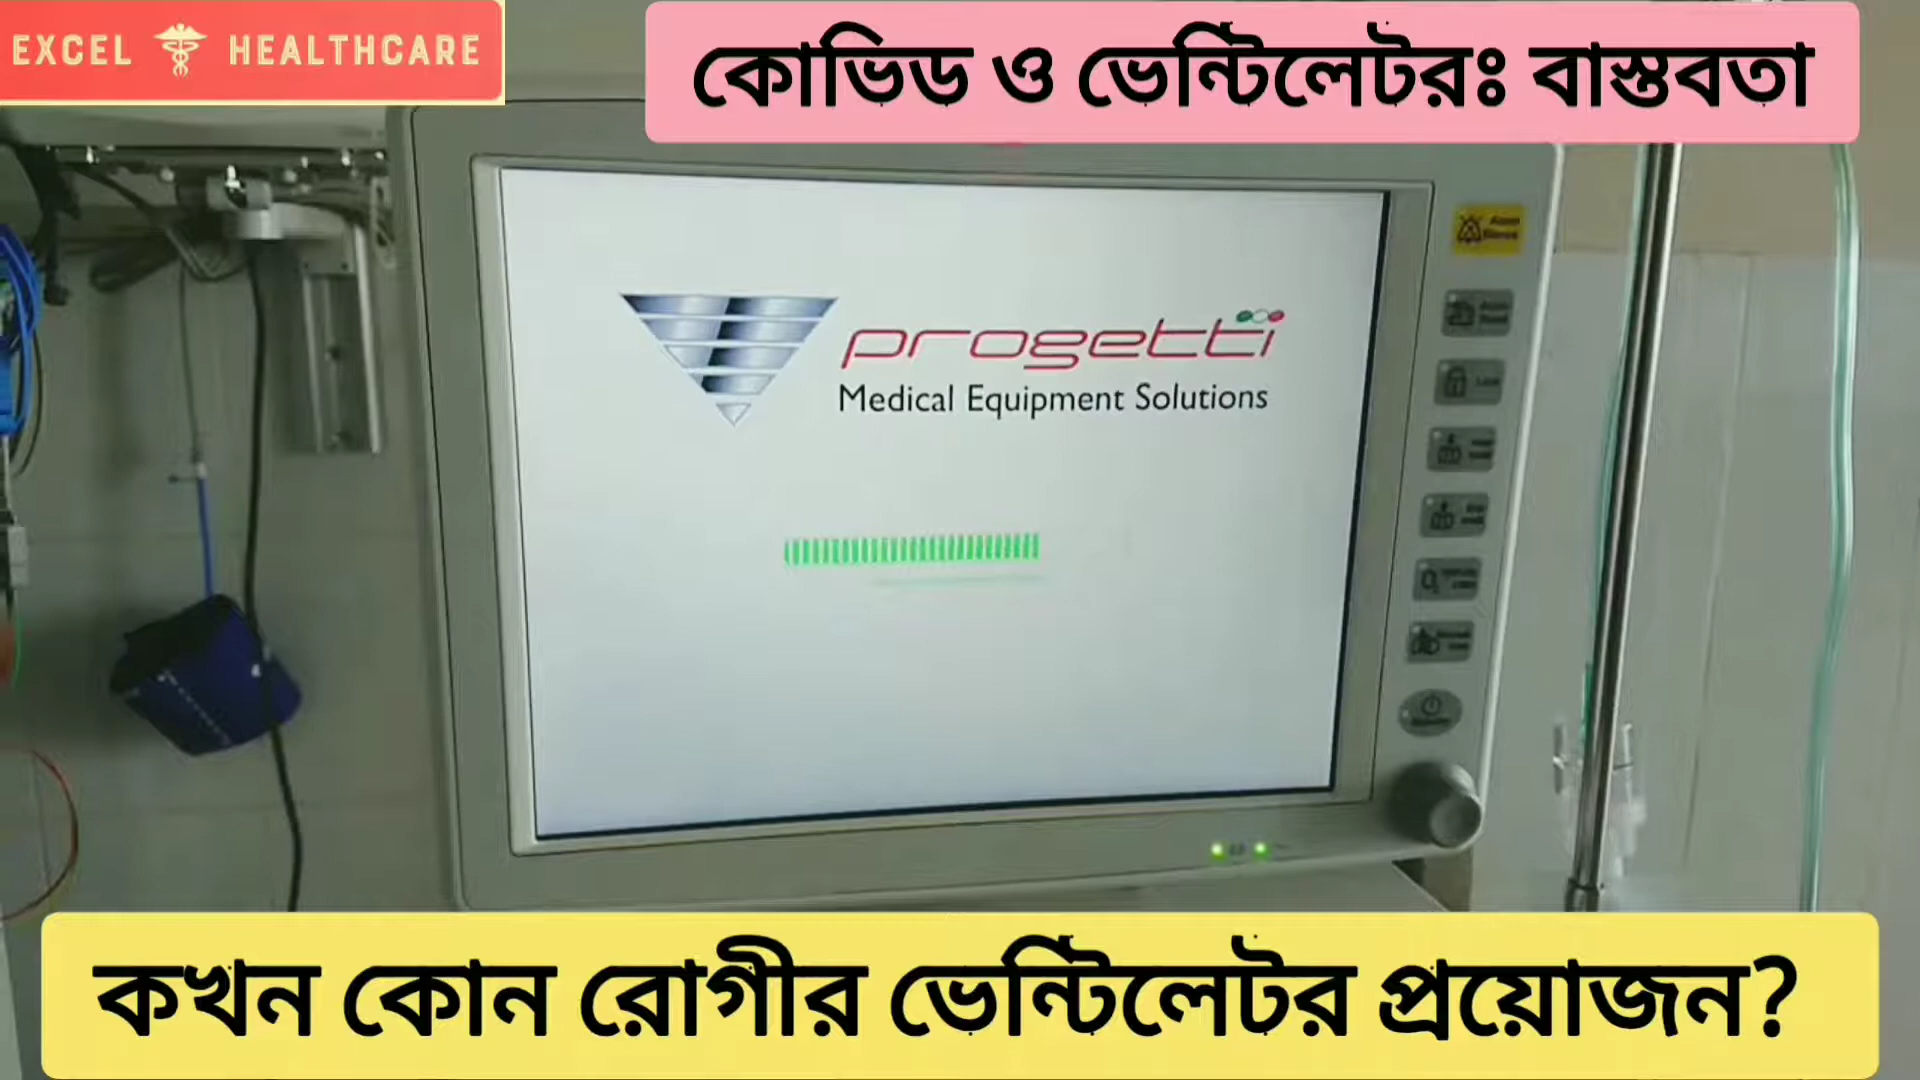 EXCEL HEALTHCARE
কোভিড ও ভেন্টিলেটরঃ বাস্তবতা
progetti
Medical Equipment Solutions
কখন কোন রোগীর ভেন্টিলেটর প্রয়োজন?